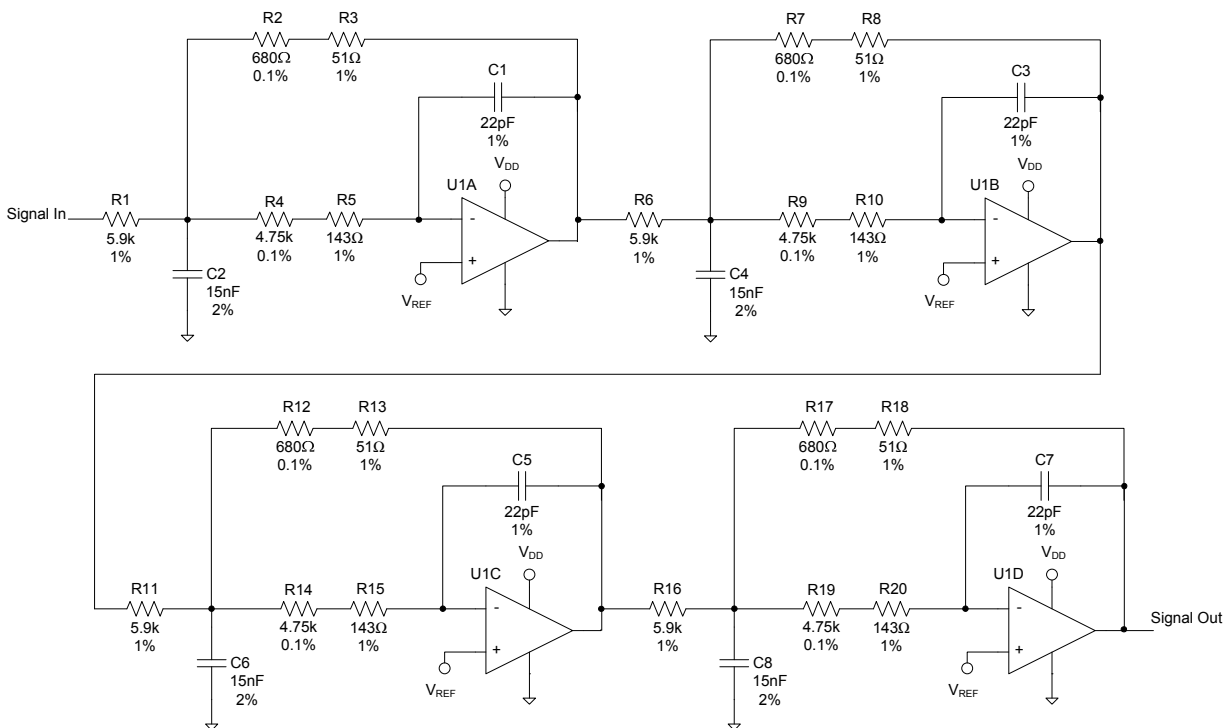 R2
680Ω
0.1%
R3
51Ω
1%
C1
22pF
1%
VDD
U1A
Signal In
R1
5.9k
1%
R4
4.75k
0.1%
R5
143Ω
1%
-
+
VREF
C2
15nF
2%
R7
680Ω
0.1%
R8
51Ω
1%
C3
22pF
1%
VDD
U1B
R6
5.9k
1%
R9
4.75k
0.1%
R10
143Ω
1%
-
+
VREF
C4
15nF
2%
R12
680Ω
0.1%
R13
51Ω
1%
C5
22pF
1%
VDD
U1C
R11
5.9k
1%
R14
4.75k
0.1%
R15
143Ω
1%
-
+
VREF
C6
15nF
2%
R17
680Ω
0.1%
R18
51Ω
1%
C7
22pF
1%
VDD
U1D
R16
5.9k
1%
R19
4.75k
0.1%
R20
143Ω
1%
-
+
VREF
C8
15nF
2%
Signal Out